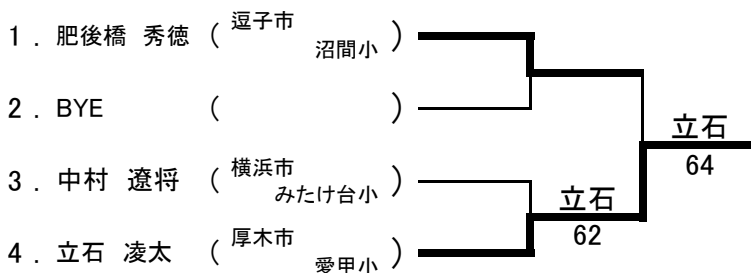 1 . 肥後橋 秀徳 ( 逗子市 沼間小 )
2 . BYE ( )
3 . 中村 遼将 ( 横浜市 みたけ台小 )
4 . 立石 凌太 ( 厚木市 愛甲小 )
立石
62
立石
64